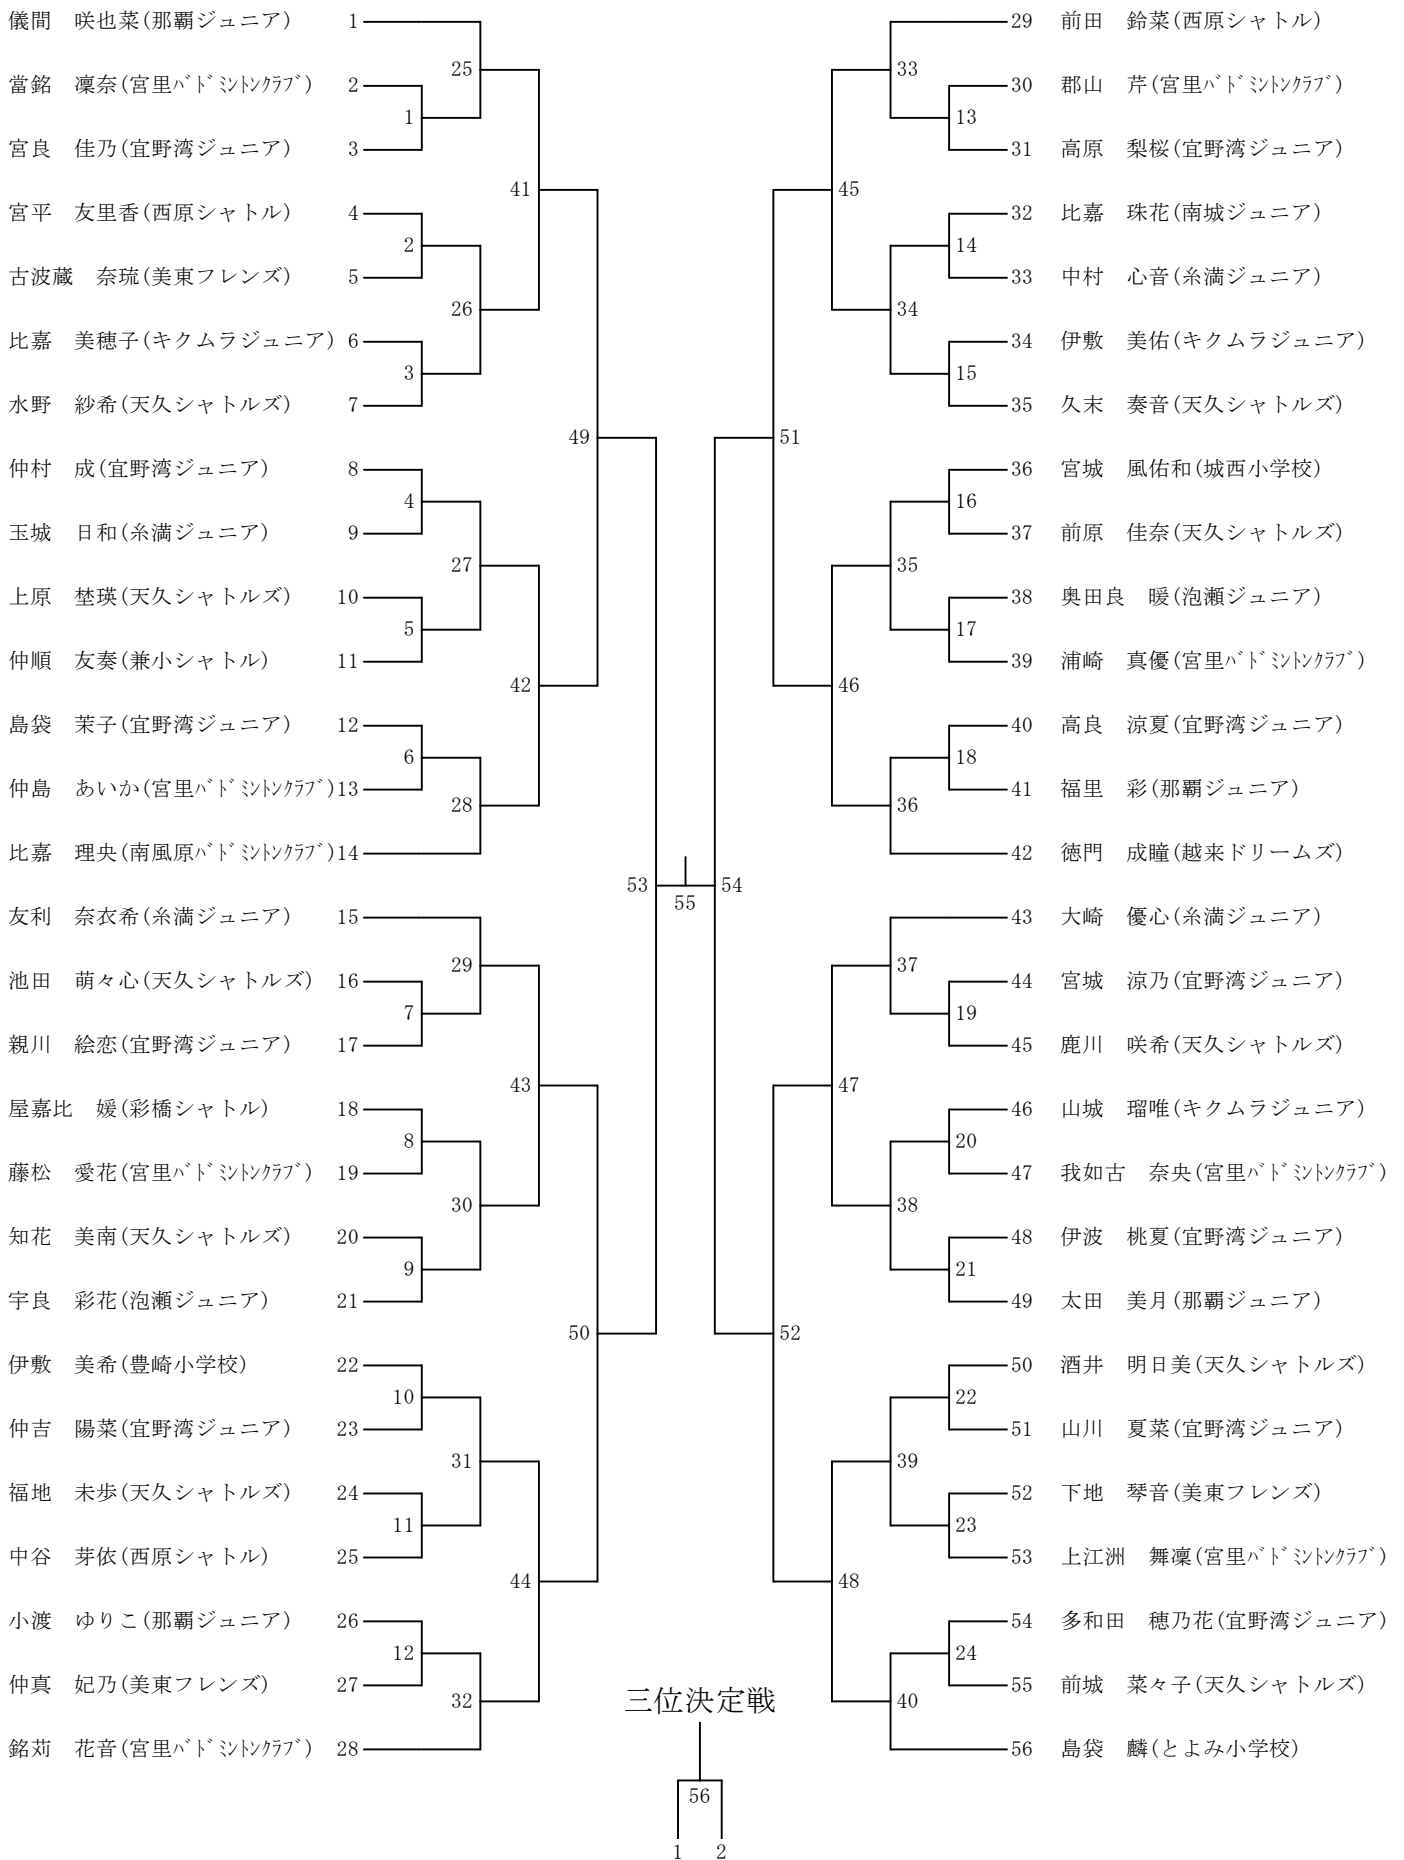 儀間　咲也菜(那覇ジュニア) 1
當銘　凜奈(宮里ﾊﾞﾄﾞﾐﾝﾄﾝｸﾗﾌﾞ) 2
宮良　佳乃(宜野湾ジュニア) 3
宮平　友里香(西原シャトル) 4
古波蔵　奈琉(美東フレンズ) 5
比嘉　美穂子(キクムラジュニア) 6
水野　紗希(天久シャトルズ) 7
仲村　成(宜野湾ジュニア) 8
玉城　日和(糸満ジュニア) 9
上原　埜瑛(天久シャトルズ) 10
仲順　友奏(兼小シャトル) 11
島袋　茉子(宜野湾ジュニア) 12
仲島　あいか(宮里ﾊﾞﾄﾞﾐﾝﾄﾝｸﾗﾌﾞ) 13
比嘉　理央(南風原ﾊﾞﾄﾞﾐﾝﾄﾝｸﾗﾌﾞ) 14
友利　奈衣希(糸満ジュニア) 15
池田　萌々心(天久シャトルズ) 16
親川　絵恋(宜野湾ジュニア) 17
屋嘉比　媛(彩橋シャトル) 18
藤松　愛花(宮里ﾊﾞﾄﾞﾐﾝﾄﾝｸﾗﾌﾞ) 19
知花　美南(天久シャトルズ) 20
宇良　彩花(泡瀬ジュニア) 21
伊敷　美希(豊崎小学校) 22
仲吉　陽菜(宜野湾ジュニア) 23
福地　未歩(天久シャトルズ) 24
中谷　芽依(西原シャトル) 25
小渡　ゆりこ(那覇ジュニア) 26
仲真　妃乃(美東フレンズ) 27
銘苅　花音(宮里ﾊﾞﾄﾞﾐﾝﾄﾝｸﾗﾌﾞ) 28
1
2
3
4
5
6
7
8
9
10
11
12
25
26
27
28
29
30
31
32
41
42
43
44
49
50
53
55
54
51
52
45
46
47
48
33
34
35
36
37
38
39
40
13
14
15
16
17
18
19
20
21
22
23
24
29 前田　鈴菜(西原シャトル)
30 郡山　芹(宮里ﾊﾞﾄﾞﾐﾝﾄﾝｸﾗﾌﾞ)
31 高原　梨桜(宜野湾ジュニア)
32 比嘉　珠花(南城ジュニア)
33 中村　心音(糸満ジュニア)
34 伊敷　美佑(キクムラジュニア)
35 久末　奏音(天久シャトルズ)
36 宮城　風佑和(城西小学校)
37 前原　佳奈(天久シャトルズ)
38 奥田良　暖(泡瀬ジュニア)
39 浦崎　真優(宮里ﾊﾞﾄﾞﾐﾝﾄﾝｸﾗﾌﾞ)
40 高良　涼夏(宜野湾ジュニア)
41 福里　彩(那覇ジュニア)
42 徳門　成瞳(越来ドリームズ)
43 大崎　優心(糸満ジュニア)
44 宮城　涼乃(宜野湾ジュニア)
45 鹿川　咲希(天久シャトルズ)
46 山城　瑠唯(キクムラジュニア)
47 我如古　奈央(宮里ﾊﾞﾄﾞﾐﾝﾄﾝｸﾗﾌﾞ)
48 伊波　桃夏(宜野湾ジュニア)
49 太田　美月(那覇ジュニア)
50 酒井　明日美(天久シャトルズ)
51 山川　夏菜(宜野湾ジュニア)
52 下地　琴音(美東フレンズ)
53 上江洲　舞凜(宮里ﾊﾞﾄﾞﾐﾝﾄﾝｸﾗﾌﾞ)
54 多和田　穂乃花(宜野湾ジュニア)
55 前城　菜々子(天久シャトルズ)
56 島袋　麟(とよみ小学校)
三位決定戦
56
1 2